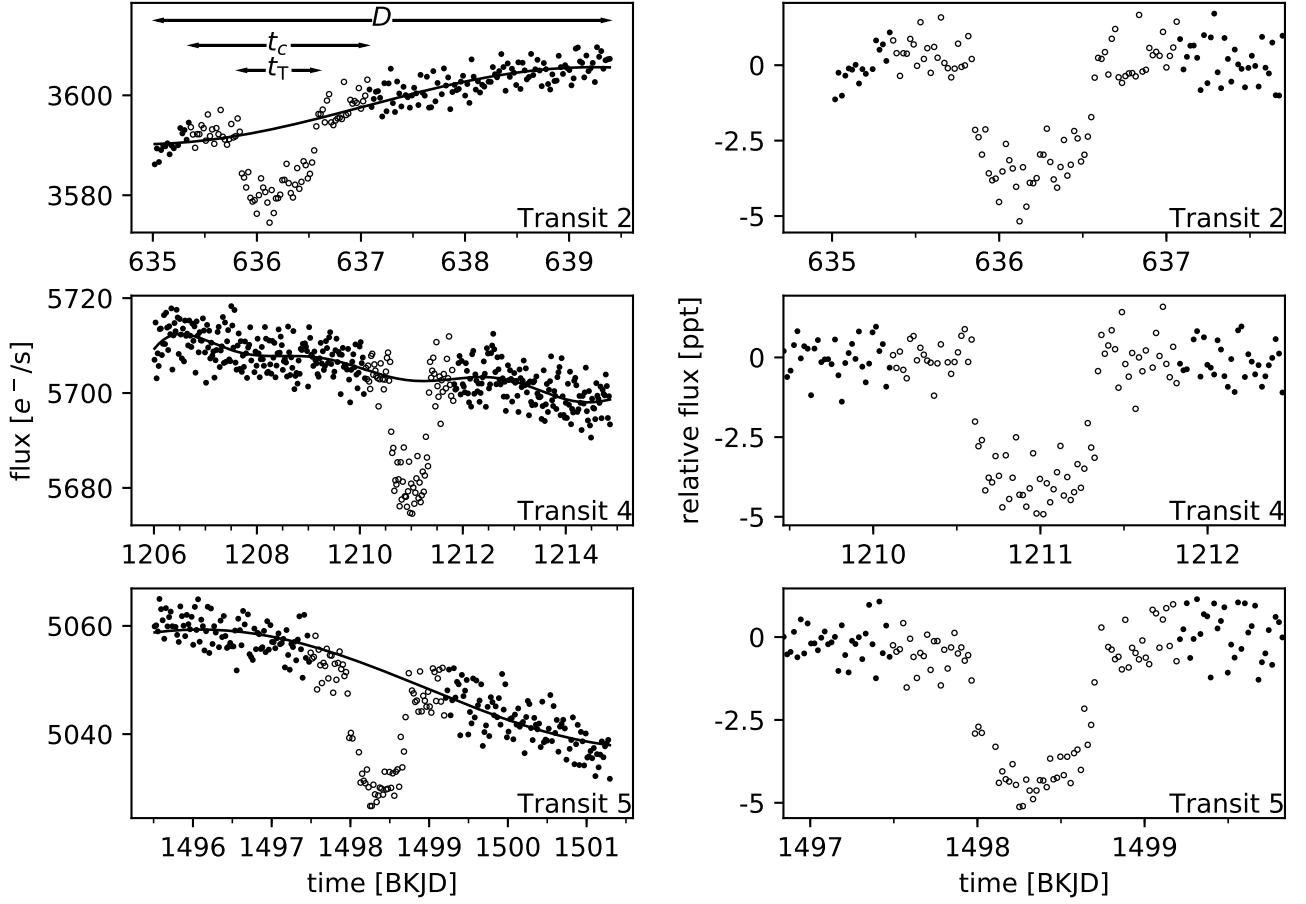 D
t_c
t_T
3600
3580
Transit 2
635 636 637 638 639
0
-2.5
-5
Transit 2
635 636 637
flux [e⁻/s]
5720
5700
5680
Transit 4
1206 1208 1210 1212 1214
relative flux [ppt]
0
-2.5
-5
Transit 4
1210 1211 1212
5060
5040
Transit 5
1496 1497 1498 1499 1500 1501
time [BKJD]
0
-2.5
-5
Transit 5
1497 1498 1499
time [BKJD]